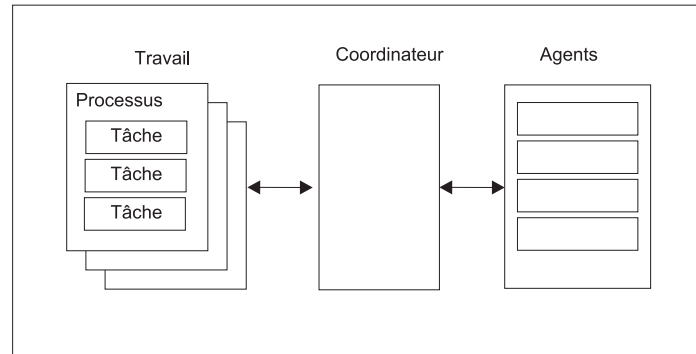 Travail
Coordinateur
Agents
Processus
Tâche
Tâche
Tâche